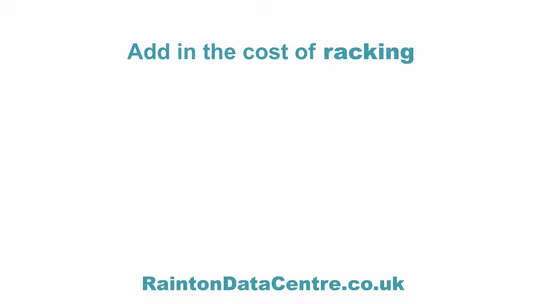 Add in the cost of racking
RaintonDataCentre.co.uk